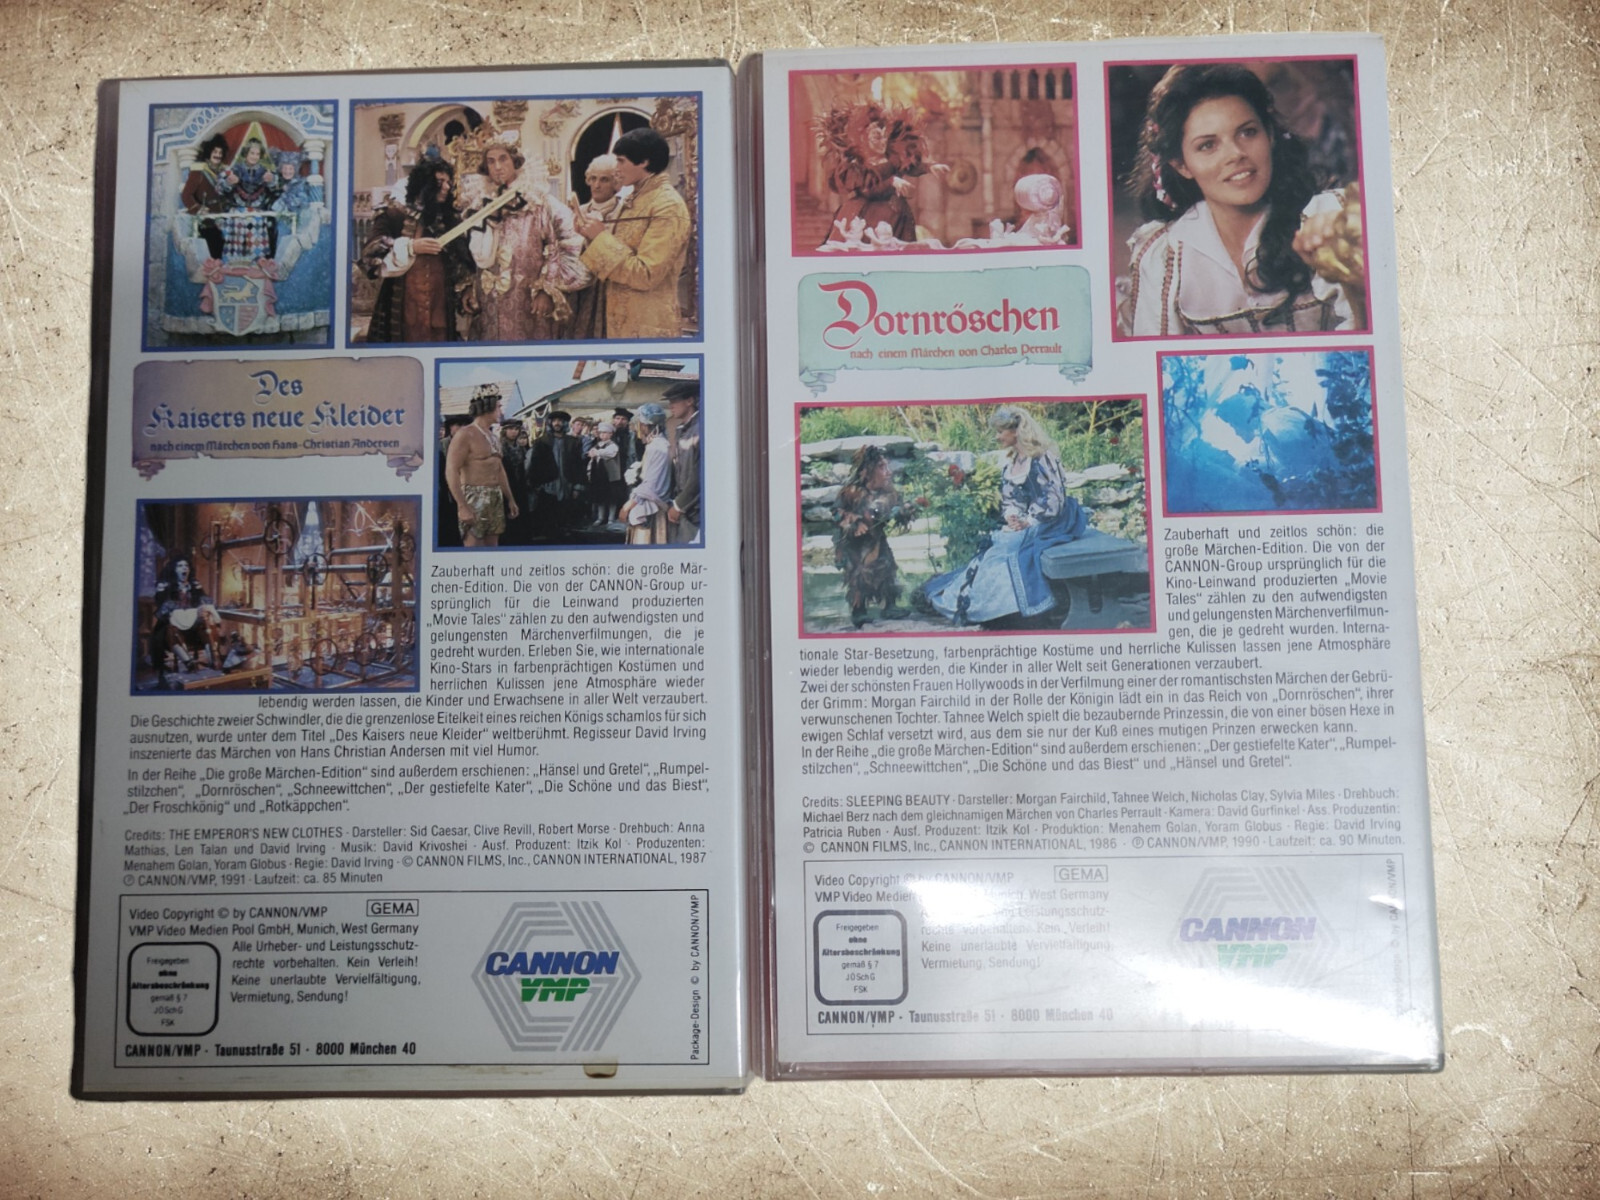 Des
Kaisers neue Kleider
nach einem Märchen von Hans-Christian Andersen
Zauberhaft und zeitlos schön: die große Mär-
chen-Edition. Die von der CANNON-Group ur-
sprünglich für die Leinwand produzierten
„Movie Tales" zählen zu den aufwendigsten und
gelungensten Märchenverfilmungen, die je
gedreht wurden. Erleben Sie, wie internationale
Kino-Stars in farbenprächtigen Kostümen und
herrlichen Kulissen jene Atmosphäre wieder
lebendig werden lassen, die Kinder und Erwachsene in aller Welt verzaubert.
Die Geschichte zweier Schwindler, die die grenzenlose Eitelkeit eines reichen Königs schamlos für sich
ausnutzen, wurde unter dem Titel „Des Kaisers neue Kleider" weltberühmt. Regisseur David Irving
inszenierte das Märchen von Hans Christian Andersen mit viel Humor.
In der Reihe „Die große Märchen-Edition" sind außerdem erschienen: „Hänsel und Gretel", „Rumpel-
stilzchen", „Dornröschen", „Schneewittchen", „Der gestiefelte Kater", „Die Schöne und das Biest",
„Der Froschkönig" und „Rotkäppchen".
Credits: THE EMPEROR'S NEW CLOTHES · Darsteller: Sid Caesar, Clive Revill, Robert Morse · Drehbuch: Anna
Mathias, Len Talan und David Irving · Musik: David Krivoshei · Ausf. Produzent: Itzik Kol · Produzenten:
Menahem Golan, Yoram Globus · Regie: David Irving · © CANNON FILMS, Inc., CANNON INTERNATIONAL, 1987
℗ CANNON/VMP, 1991 · Laufzeit: ca. 85 Minuten
Video Copyright © by CANNON/VMP GEMA
VMP Video Medien Pool GmbH, Munich, West Germany
Alle Urheber- und Leistungsschutz-
rechte vorbehalten. Kein Verleih!
Keine unerlaubte Vervielfältigung,
Vermietung, Sendung!
Freigegeben
ohne
Altersbeschränkung
gemäß § 7
JÖSchG
FSK
CANNON
VMP
CANNON/VMP · Taunusstraße 51 · 8000 München 40
Package-Design © by CANNON/VMP
Dornröschen
nach einem Märchen von Charles Perrault
Zauberhaft und zeitlos schön: die
große Märchen-Edition. Die von der
CANNON-Group ursprünglich für die
Kino-Leinwand produzierten „Movie
Tales" zählen zu den aufwendigsten
und gelungensten Märchenverfilmun-
gen, die je gedreht wurden. Interna-
tionale Star-Besetzung, farbenprächtige Kostüme und herrliche Kulissen lassen jene Atmosphäre
wieder lebendig werden, die Kinder in aller Welt seit Generationen verzaubert.
Zwei der schönsten Frauen Hollywoods in der Verfilmung einer der romantischsten Märchen der Gebrü-
der Grimm: Morgan Fairchild in der Rolle der Königin lädt ein in das Reich von „Dornröschen", ihrer
verwunschenen Tochter. Tahnee Welch spielt die bezaubernde Prinzessin, die von einer bösen Hexe in
ewigen Schlaf versetzt wird, aus dem sie nur der Kuß eines mutigen Prinzen erwecken kann.
In der Reihe „die große Märchen-Edition" sind außerdem erschienen: „Der gestiefelte Kater", „Rumpel-
stilzchen", „Schneewittchen", „Die Schöne und das Biest" und „Hänsel und Gretel".
Credits: SLEEPING BEAUTY · Darsteller: Morgan Fairchild, Tahnee Welch, Nicholas Clay, Sylvia Miles · Drehbuch:
Michael Berz nach dem gleichnamigen Märchen von Charles Perrault · Kamera: David Gurfinkel · Ass. Produzentin:
Patricia Ruben · Ausf. Produzent: Itzik Kol · Produktion: Menahem Golan, Yoram Globus · Regie: David Irving
© CANNON FILMS, Inc., CANNON INTERNATIONAL, 1986 · ℗ CANNON/VMP, 1990 · Laufzeit: ca. 90 Minuten
Video Copyright © by CANNON/VMP GEMA
VMP Video Medien Munich, West Germany
Leistungsschutz-
rechte vorbehalten. Kein Verleih!
Keine unerlaubte Vervielfältigung,
Vermietung, Sendung!
Freigegeben
ohne
Altersbeschränkung
gemäß § 7
JÖSchG
FSK
CANNON
VMP
CANNON/VMP · Taunusstraße 51 · 8000 München 40
© by CANNON/VMP